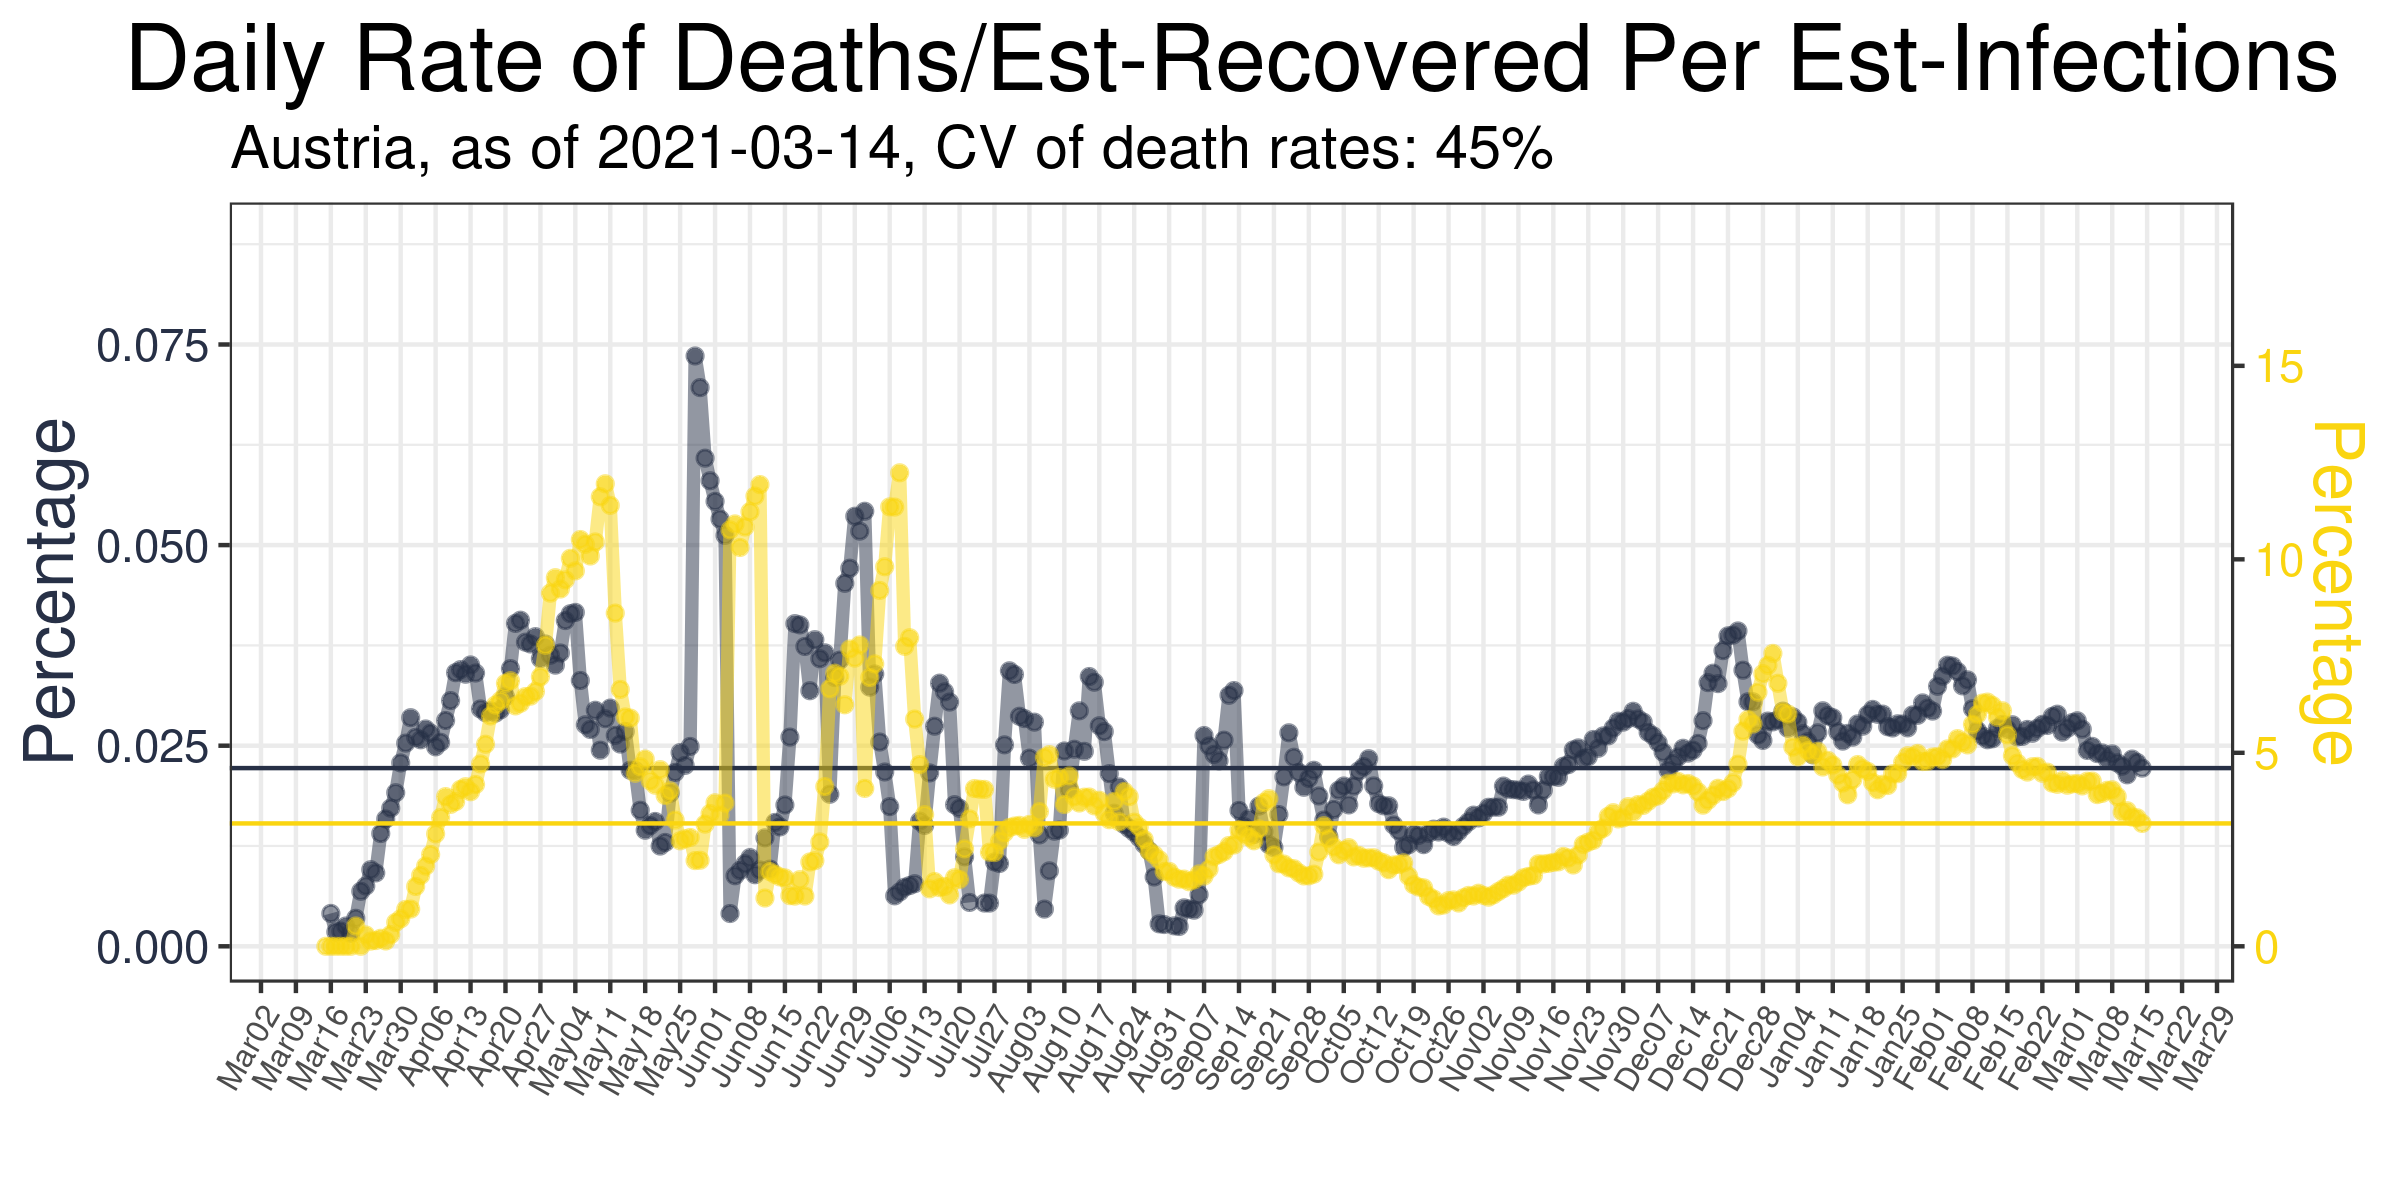 Daily Rate of Deaths/Est-Recovered Per Est-Infections
Austria, as of 2021-03-14, CV of death rates: 45%
Percentage
0.075
0.050
0.025
0.000
15
10
5
0
Percentage
Mar02
Mar09
Mar16
Mar23
Mar30
Apr06
Apr13
Apr20
Apr27
May04
May11
May18
May25
Jun01
Jun08
Jun15
Jun22
Jun29
Jul06
Jul13
Jul20
Jul27
Aug03
Aug10
Aug17
Aug24
Aug31
Sep07
Sep14
Sep21
Sep28
Oct05
Oct12
Oct19
Oct26
Nov02
Nov09
Nov16
Nov23
Nov30
Dec07
Dec14
Dec21
Dec28
Jan04
Jan11
Jan18
Jan25
Feb01
Feb08
Feb15
Feb22
Mar01
Mar08
Mar15
Mar22
Mar29